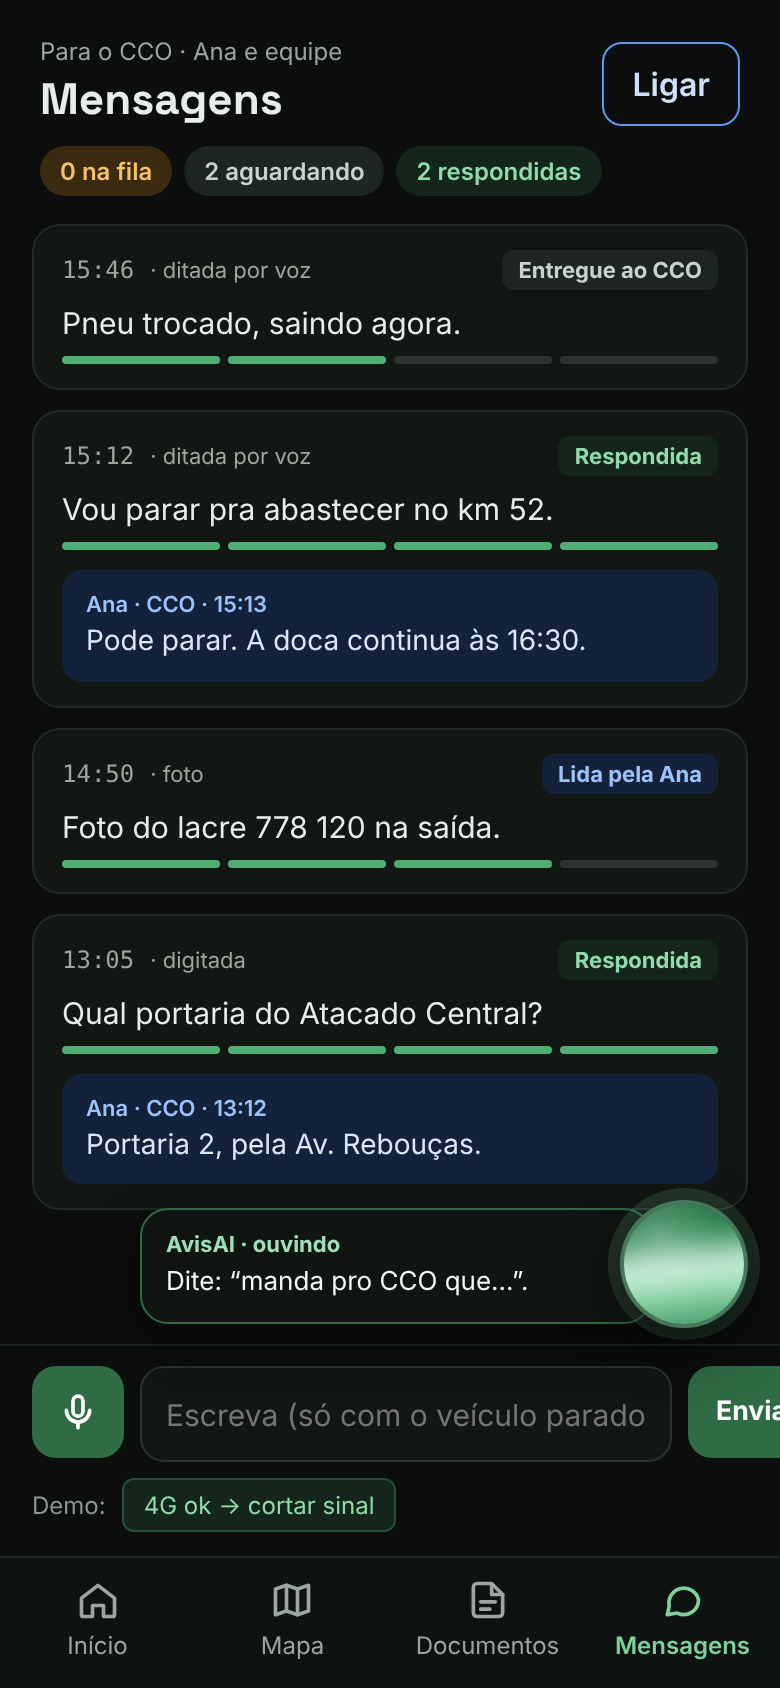 Para o CCO · Ana e equipe
Mensagens
Ligar
0 na fila
2 aguardando
2 respondidas
15:46 · ditada por voz
Entregue ao CCO
Pneu trocado, saindo agora.
15:12 · ditada por voz
Respondida
Vou parar pra abastecer no km 52.
Ana · CCO · 15:13
Pode parar. A doca continua às 16:30.
14:50 · foto
Lida pela Ana
Foto do lacre 778 120 na saída.
13:05 · digitada
Respondida
Qual portaria do Atacado Central?
Ana · CCO · 13:12
Portaria 2, pela Av. Rebouças.
AvisAI · ouvindo
Dite: “manda pro CCO que...”.
Escreva (só com o veículo parado
Envia
Demo:
4G ok → cortar sinal
Início
Mapa
Documentos
Mensagens